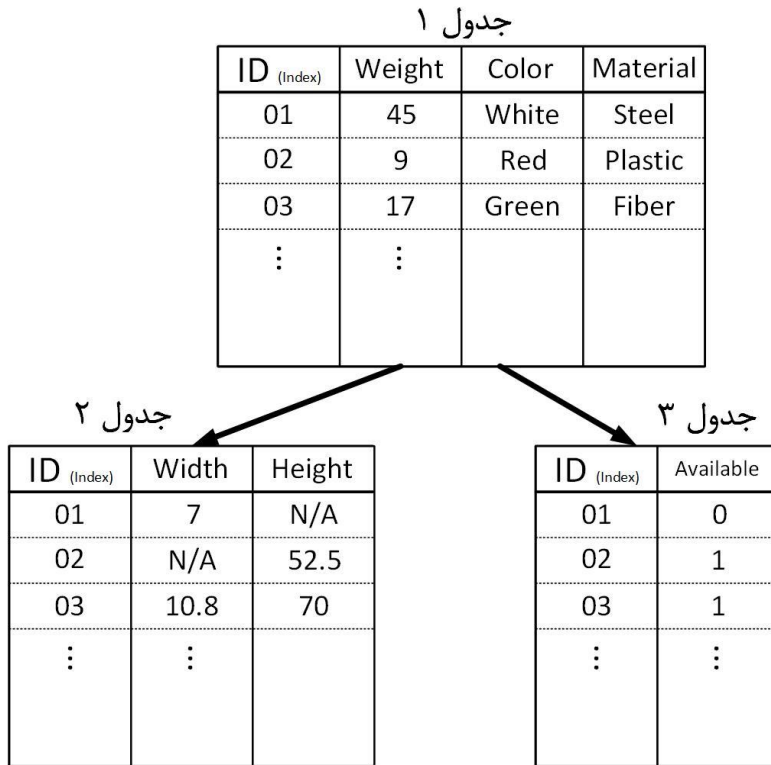 جدول ۱
ID (Index) Weight Color Material
01 45 White Steel
02 9 Red Plastic
03 17 Green Fiber
⋮ ⋮
جدول ۲
ID (Index) Width Height
01 7 N/A
02 N/A 52.5
03 10.8 70
⋮ ⋮
جدول ۳
ID (Index) Available
01 0
02 1
03 1
⋮ ⋮